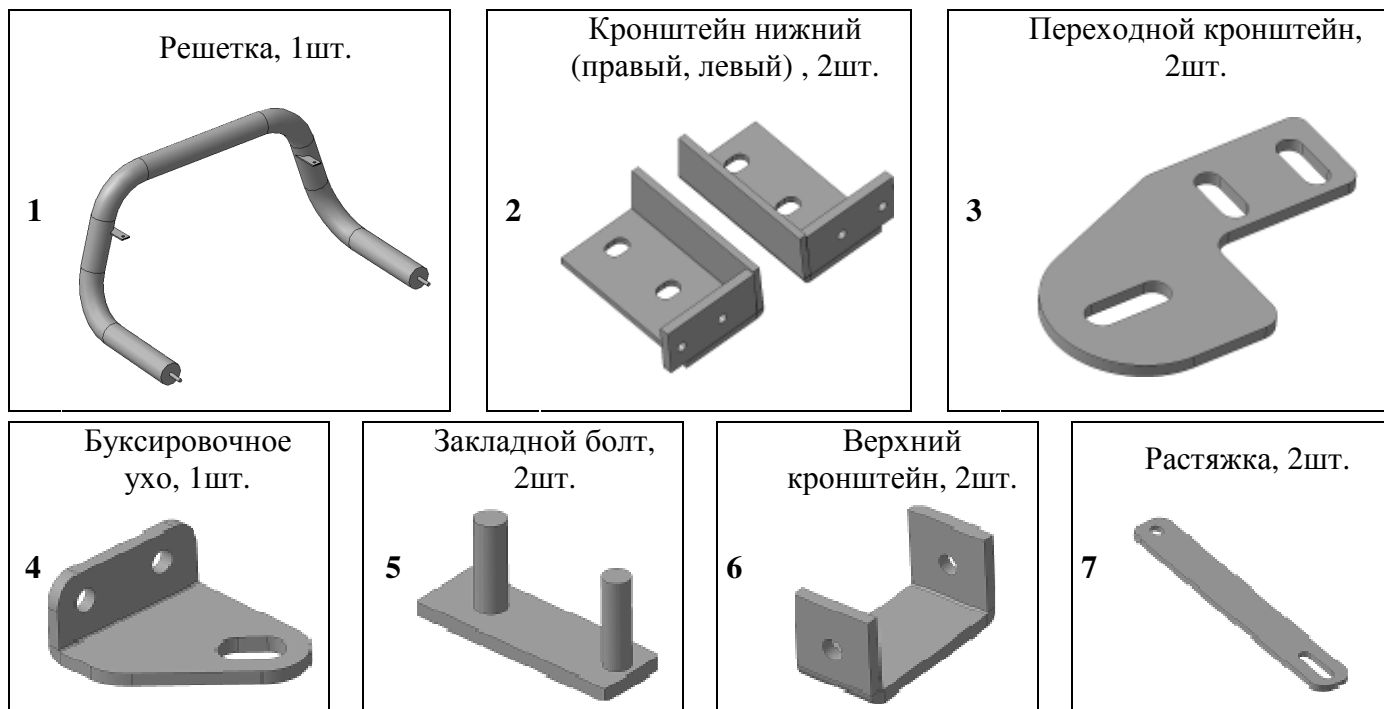 Решетка, 1шт.
1
Кронштейн нижний
(правый, левый) , 2шт.
2
Переходной кронштейн,
2шт.
3
Буксировочное
ухо, 1шт.
4
Закладной болт,
2шт.
5
Верхний
кронштейн, 2шт.
6
Растяжка, 2шт.
7